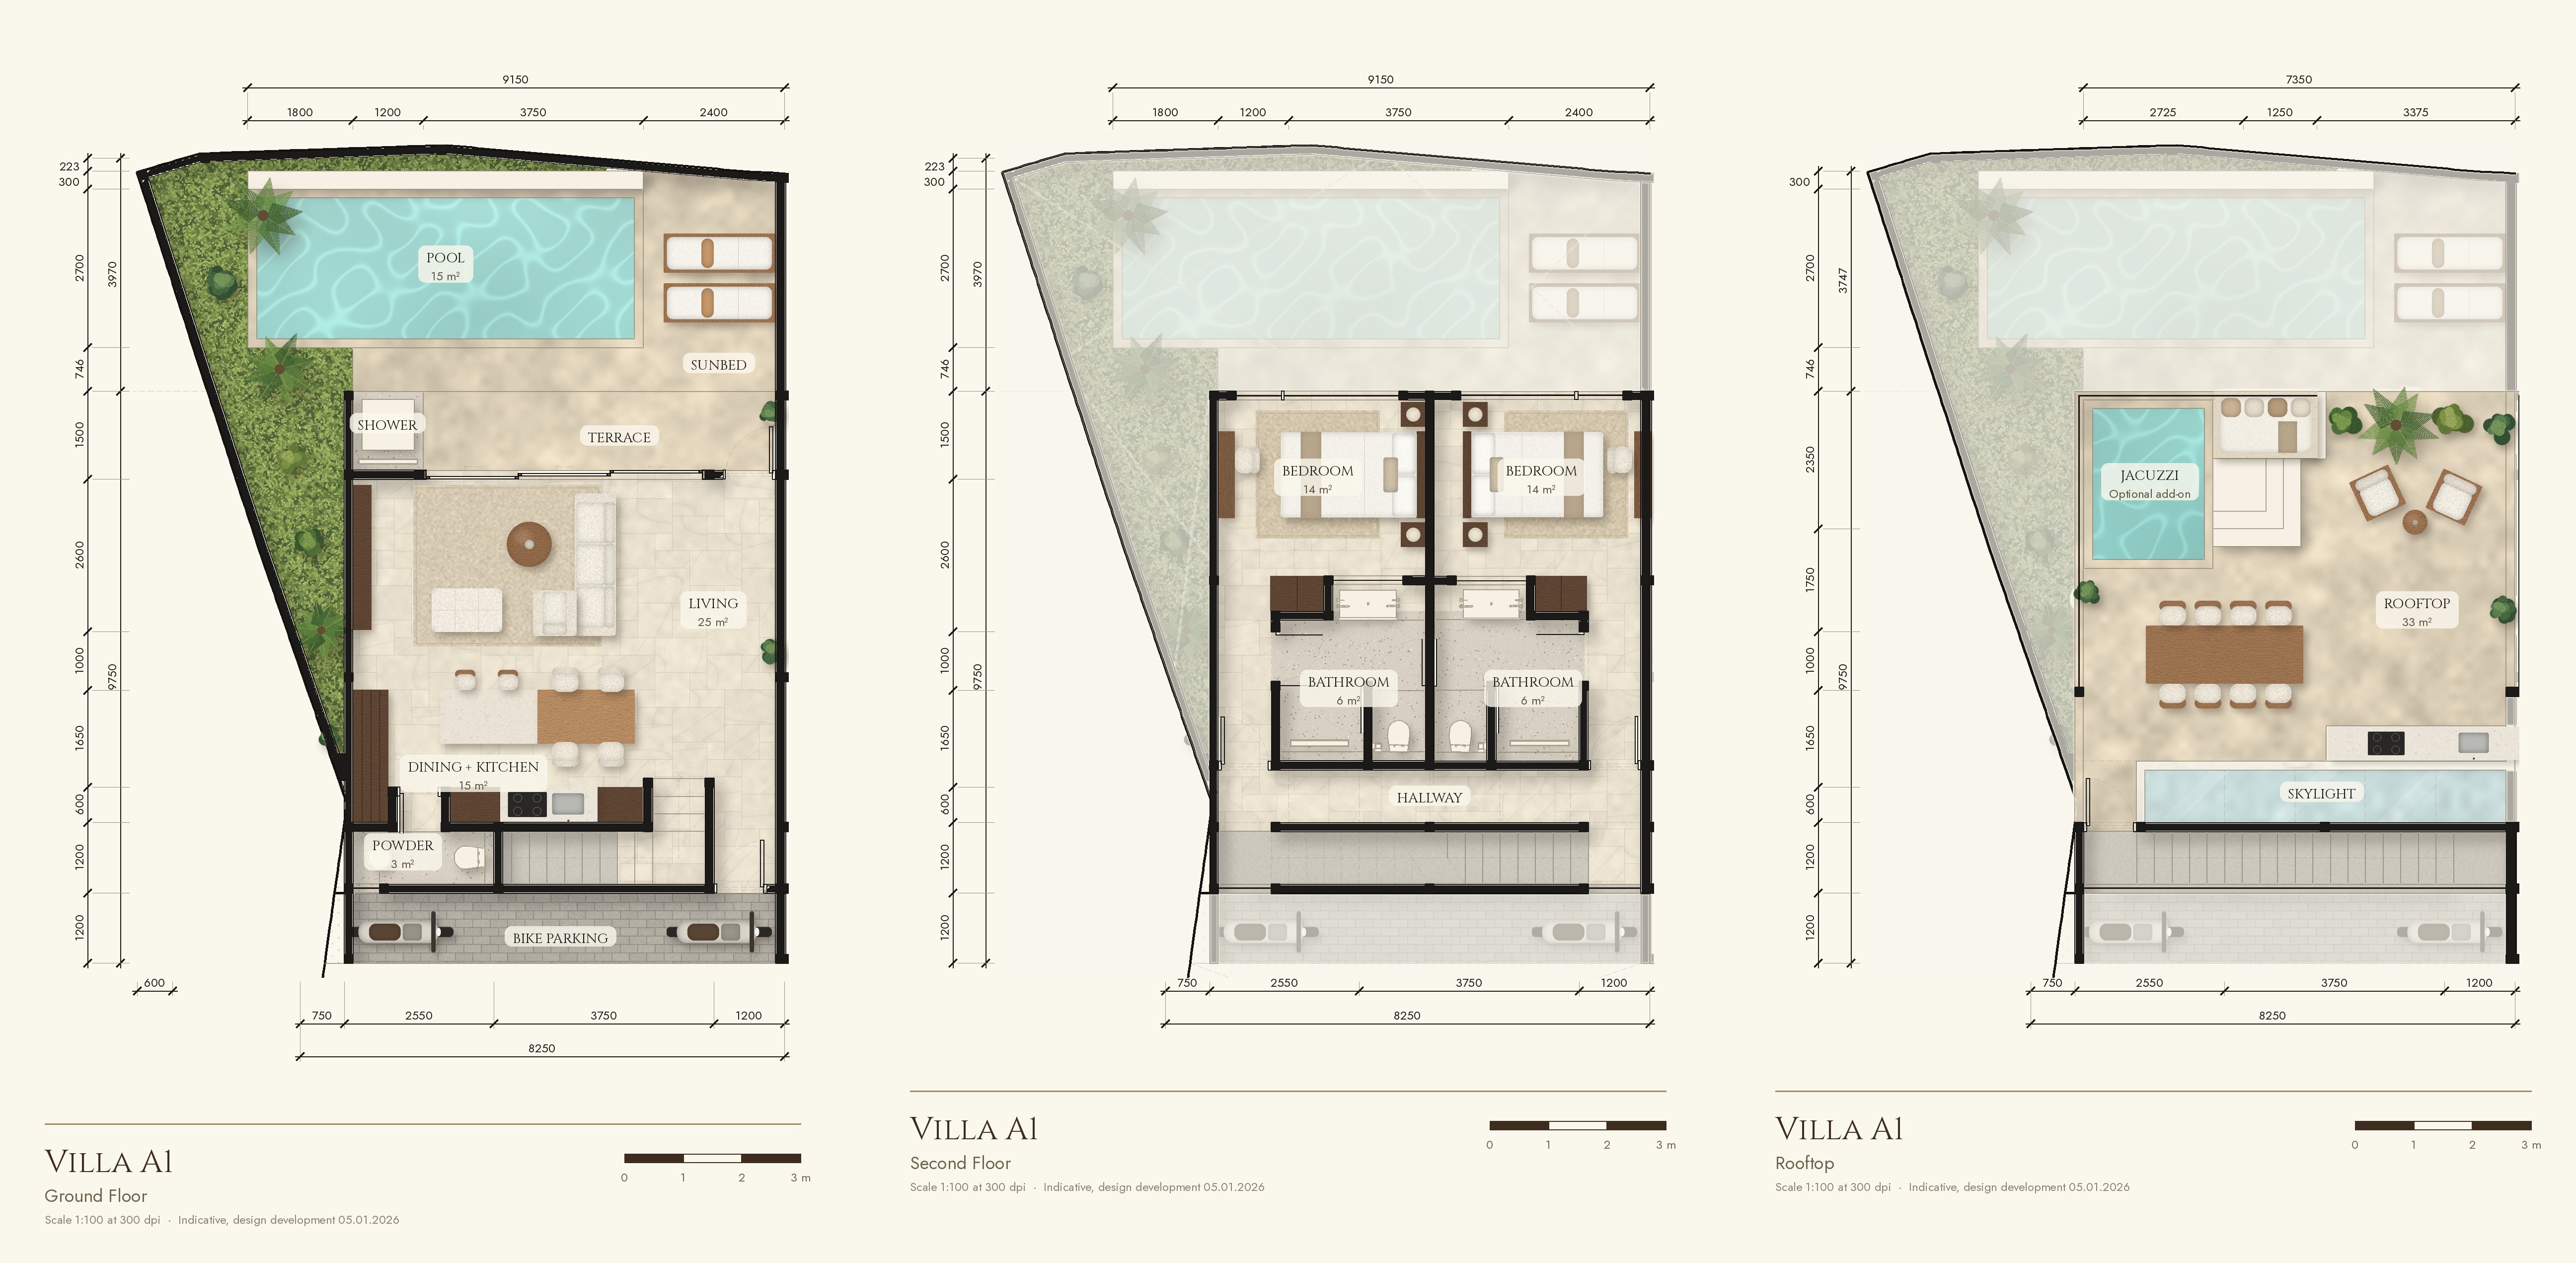 9150
1800
1200
3750
2400
223
300
2700
3970
746
1500
2600
1000
9750
1650
600
1200
1200
POOL
15 m²
SUNBED
SHOWER
TERRACE
LIVING
25 m²
DINING + KITCHEN
15 m²
POWDER
3 m²
BIKE PARKING
600
750
2550
3750
1200
8250
VILLA A1
Ground Floor
Scale 1:100 at 300 dpi · Indicative, design development 05.01.2026
0 1 2 3 m
9150
1800
1200
3750
2400
223
300
2700
3970
746
1500
2600
1000
9750
1650
600
1200
1200
BEDROOM
14 m²
BEDROOM
14 m²
BATHROOM
6 m²
BATHROOM
6 m²
HALLWAY
750
2550
3750
1200
8250
VILLA A1
Second Floor
Scale 1:100 at 300 dpi · Indicative, design development 05.01.2026
0 1 2 3 m
7350
2725
1250
3375
300
2700
3747
746
2350
1750
1000
9750
1650
600
1200
1200
JACUZZI
Optional add-on
ROOFTOP
33 m²
SKYLIGHT
750
2550
3750
1200
8250
VILLA A1
Rooftop
Scale 1:100 at 300 dpi · Indicative, design development 05.01.2026
0 1 2 3 m